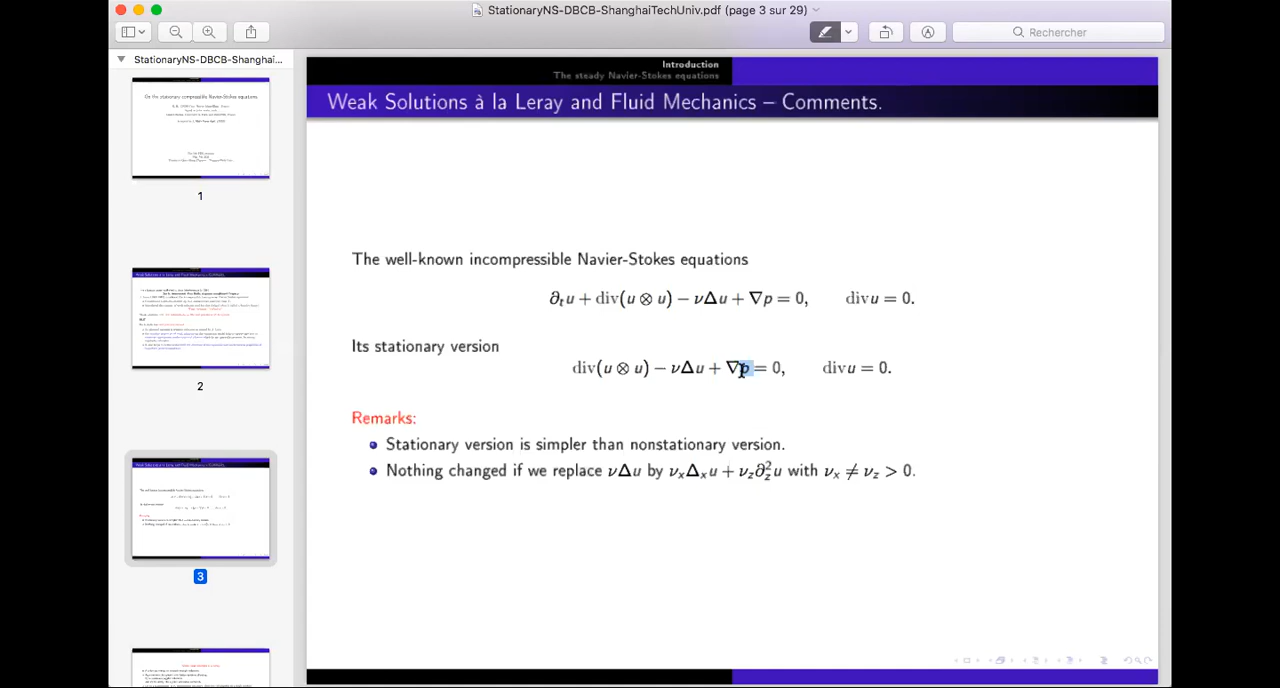 StationaryNS-DBCB-ShanghaiTechUniv.pdf (page 3 sur 29)
Rechercher
StationaryNS-DBCB-Shanghai...
1
2
3
Introduction
The steady Navier-Stokes equations
Weak Solutions à la Leray and Fluid Mechanics – Comments.
The well-known incompressible Navier-Stokes equations
∂ₜu + div(u ⊗ u) − νΔu + ∇p = 0, divu = 0.
Its stationary version
div(u ⊗ u) − νΔu + ∇p = 0, divu = 0.
Remarks:
Stationary version is simpler than nonstationary version.
Nothing changed if we replace νΔu by νₓΔₓu + ν_z∂²_zu with νₓ ≠ ν_z > 0.